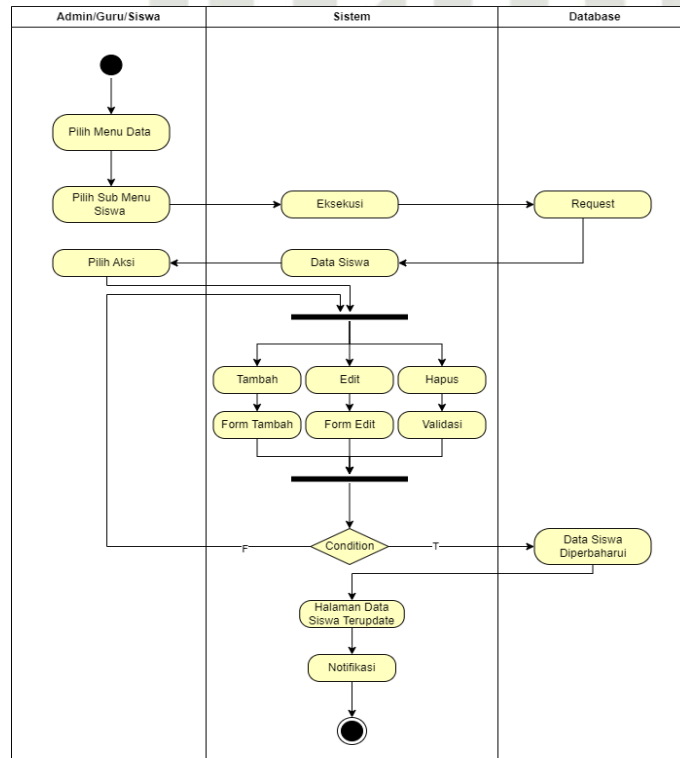 Admin/Guru/Siswa
Sistem
Database
Pilih Menu Data
Pilih Sub Menu
Siswa
Eksekusi
Request
Pilih Aksi
Data Siswa
Tambah
Edit
Hapus
Form Tambah
Form Edit
Validasi
F
Condition
T
Data Siswa
Diperbaharui
Halaman Data
Siswa Terupdate
Notifikasi